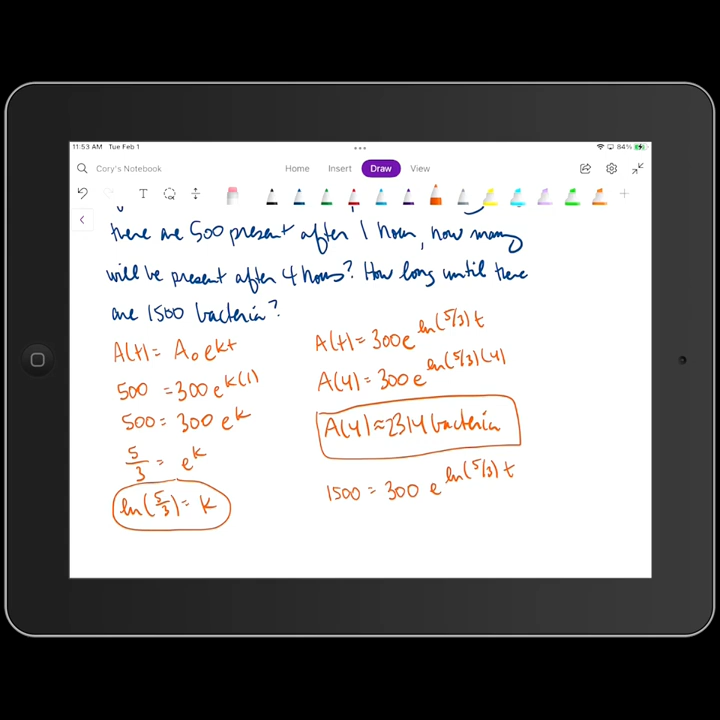 11:53 AM Tue Feb 1
84%
Cory's Notebook
Home Insert Draw View
T
there are 500 present after 1 hour, how many
will be present after 4 hours? How long until there
are 1500 bacteria?
A(t) = A₀e^kt
500 = 300e^k(1)
500 = 300 e^k
5/3 = e^k
ln(5/3) = k
A(t) = 300e^ln(5/3)t
A(4) = 300e^ln(5/3)(4)
A(4) ≈ 2314 bacteria
1500 = 300 e^ln(5/3)t